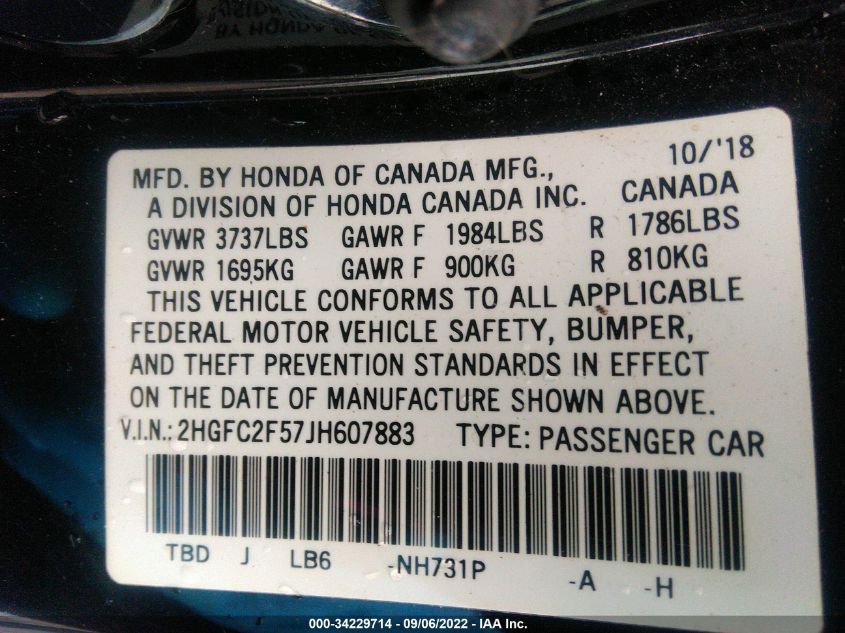 BY HONDA
MFD. BY HONDA OF CANADA MFG., 10/'18
A DIVISION OF HONDA CANADA INC. CANADA
GVWR 3737LBS GAWR F 1984LBS R 1786LBS
GVWR 1695KG GAWR F 900KG R 810KG
THIS VEHICLE CONFORMS TO ALL APPLICABLE
FEDERAL MOTOR VEHICLE SAFETY, BUMPER,
AND THEFT PREVENTION STANDARDS IN EFFECT
ON THE DATE OF MANUFACTURE SHOWN ABOVE.
V.I.N.: 2HGFC2F57JH607883 TYPE: PASSENGER CAR
TBD J LB6 -NH731P -A -H
000-34229714 - 09/06/2022 - IAA Inc.